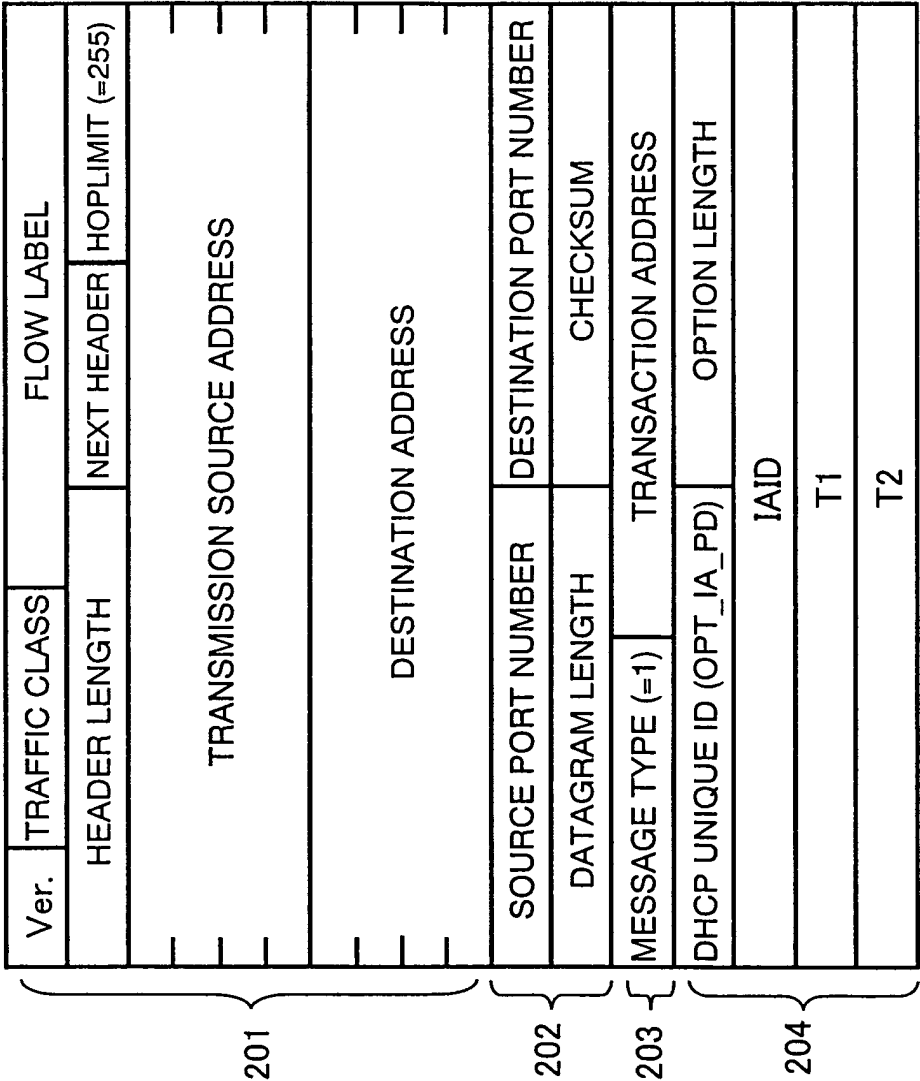 Ver. TRAFFIC CLASS FLOW LABEL
HEADER LENGTH NEXT HEADER HOPLIMIT (=255)
201
TRANSMISSION SOURCE ADDRESS
DESTINATION ADDRESS
SOURCE PORT NUMBER DESTINATION PORT NUMBER
202
DATAGRAM LENGTH CHECKSUM
203
MESSAGE TYPE (=1) TRANSACTION ADDRESS
DHCP UNIQUE ID (OPT_IA_PD) OPTION LENGTH
204
IAID
T1
T2